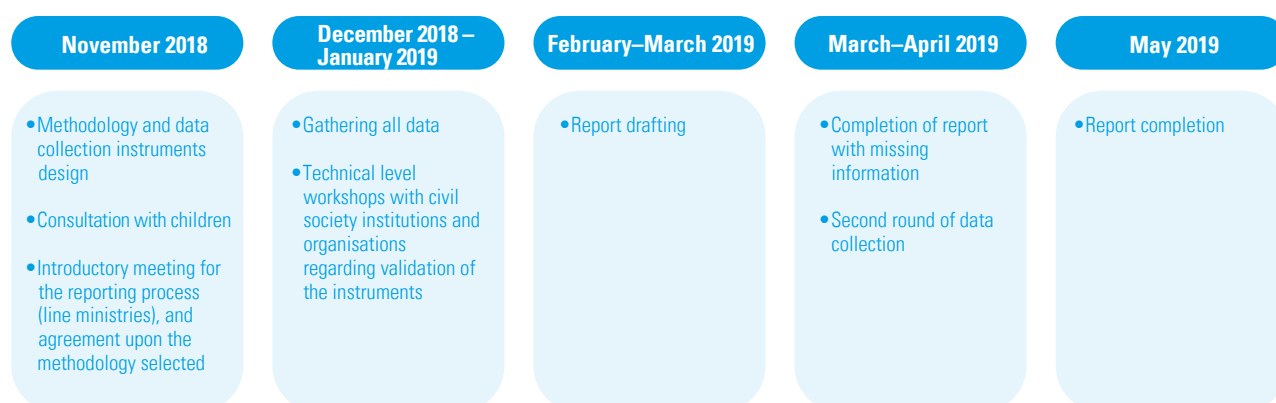 November 2018
• Methodology and data
collection instruments
design
• Consultation with children
• Introductory meeting for
the reporting process
(line ministries), and
agreement upon the
methodology selected
December 2018 –
January 2019
• Gathering all data
• Technical level
workshops with civil
society institutions and
organisations
regarding validation of
the instruments
February–March 2019
• Report drafting
March–April 2019
• Completion of report
with missing
information
• Second round of data
collection
May 2019
• Report completion